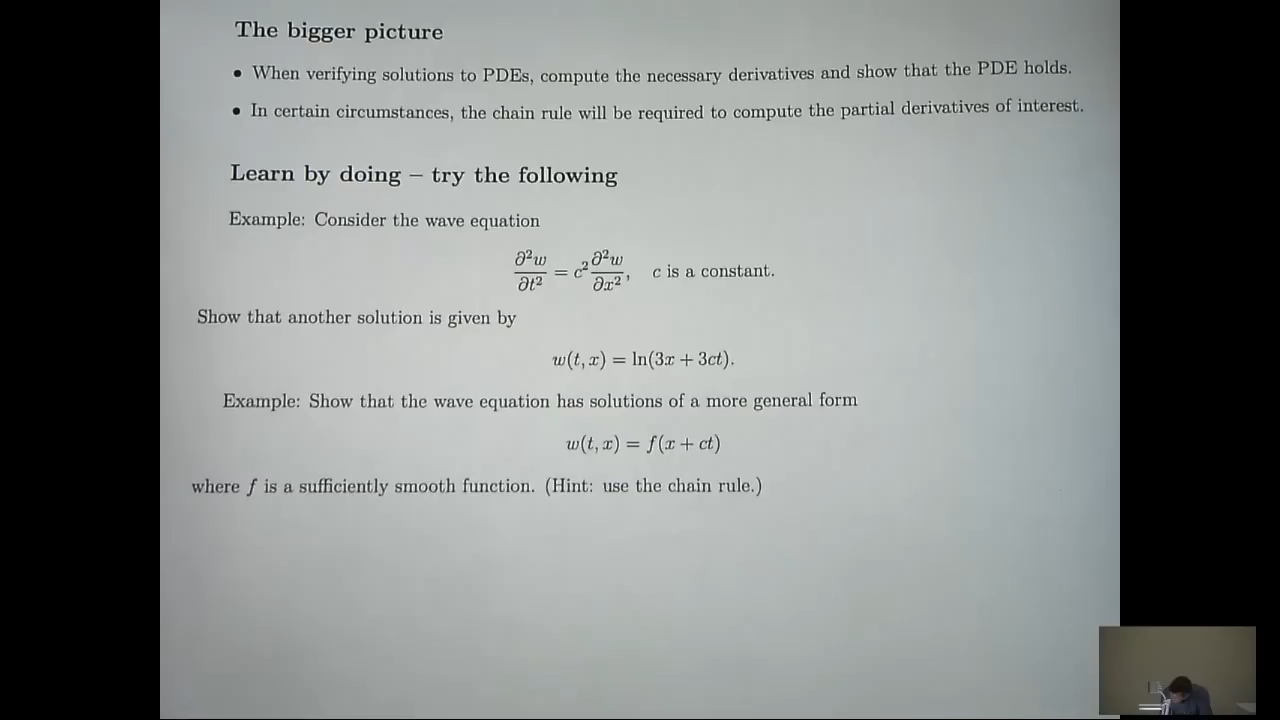 The bigger picture
• When verifying solutions to PDEs, compute the necessary derivatives and show that the PDE holds.
• In certain circumstances, the chain rule will be required to compute the partial derivatives of interest.
Learn by doing – try the following
Example: Consider the wave equation
∂²w/∂t² = c² ∂²w/∂x², c is a constant.
Show that another solution is given by
w(t, x) = ln(3x + 3ct).
Example: Show that the wave equation has solutions of a more general form
w(t, x) = f(x + ct)
where f is a sufficiently smooth function. (Hint: use the chain rule.)